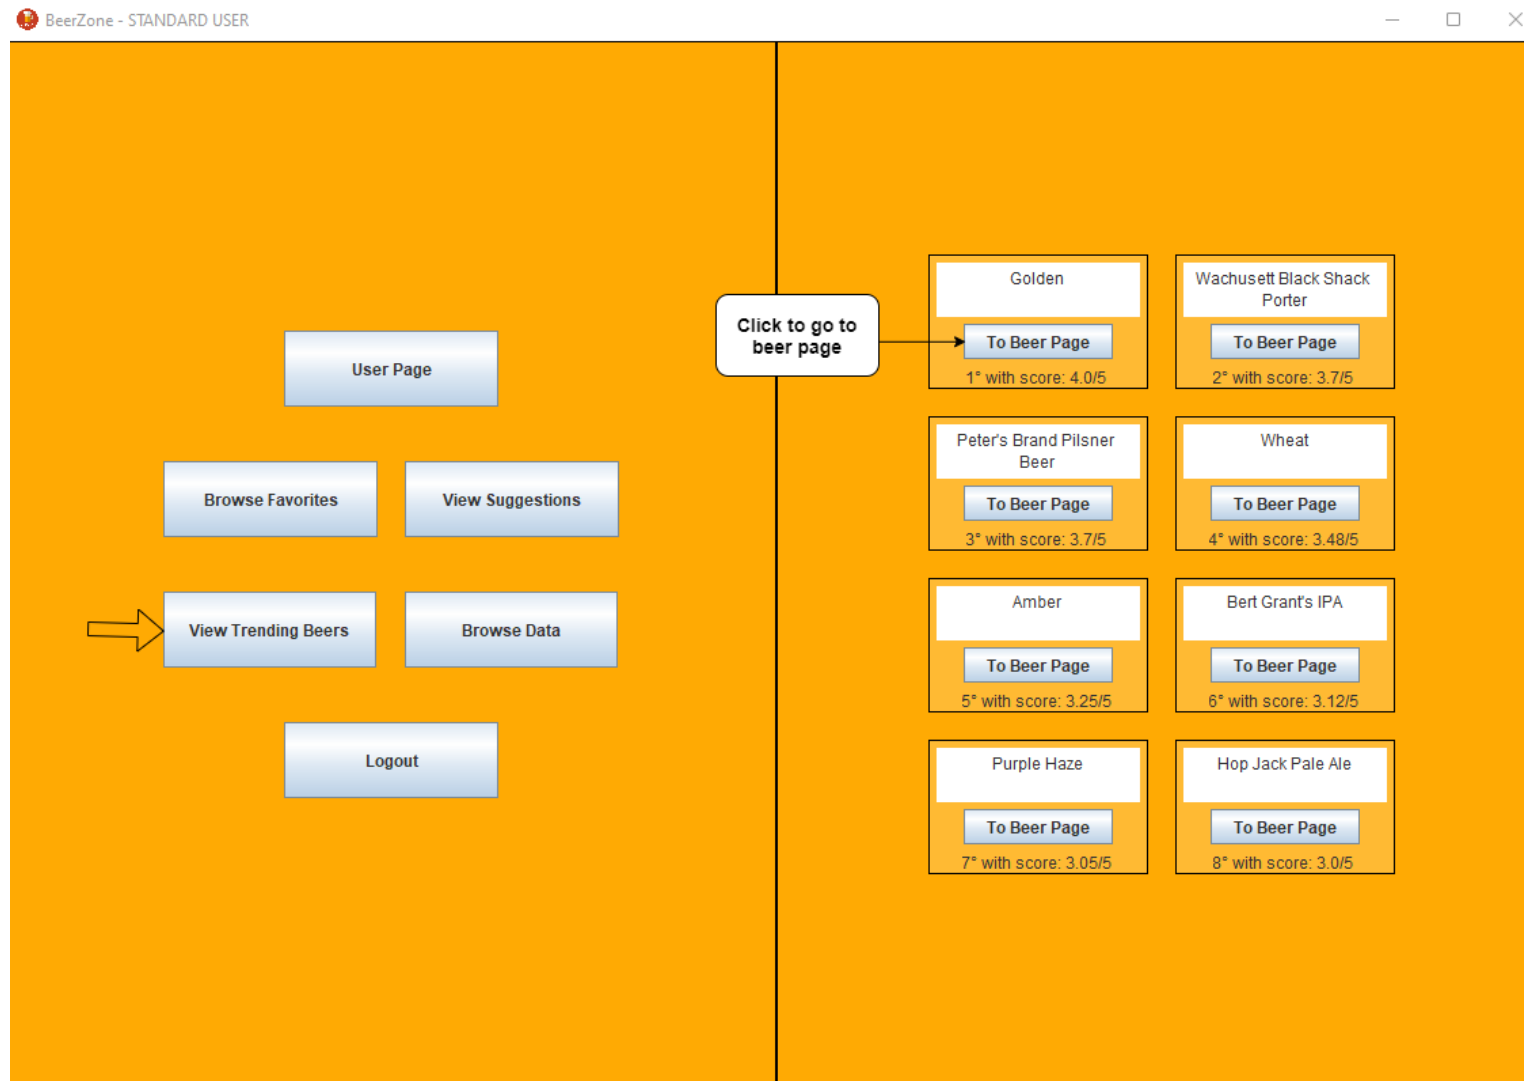 BeerZone - STANDARD USER
User Page
Browse Favorites
View Suggestions
View Trending Beers
Browse Data
Logout
Click to go to
beer page
Golden
To Beer Page
1° with score: 4.0/5
Wachusett Black Shack
Porter
To Beer Page
2° with score: 3.7/5
Peter's Brand Pilsner
Beer
To Beer Page
3° with score: 3.7/5
Wheat
To Beer Page
4° with score: 3.48/5
Amber
To Beer Page
5° with score: 3.25/5
Bert Grant's IPA
To Beer Page
6° with score: 3.12/5
Purple Haze
To Beer Page
7° with score: 3.05/5
Hop Jack Pale Ale
To Beer Page
8° with score: 3.0/5